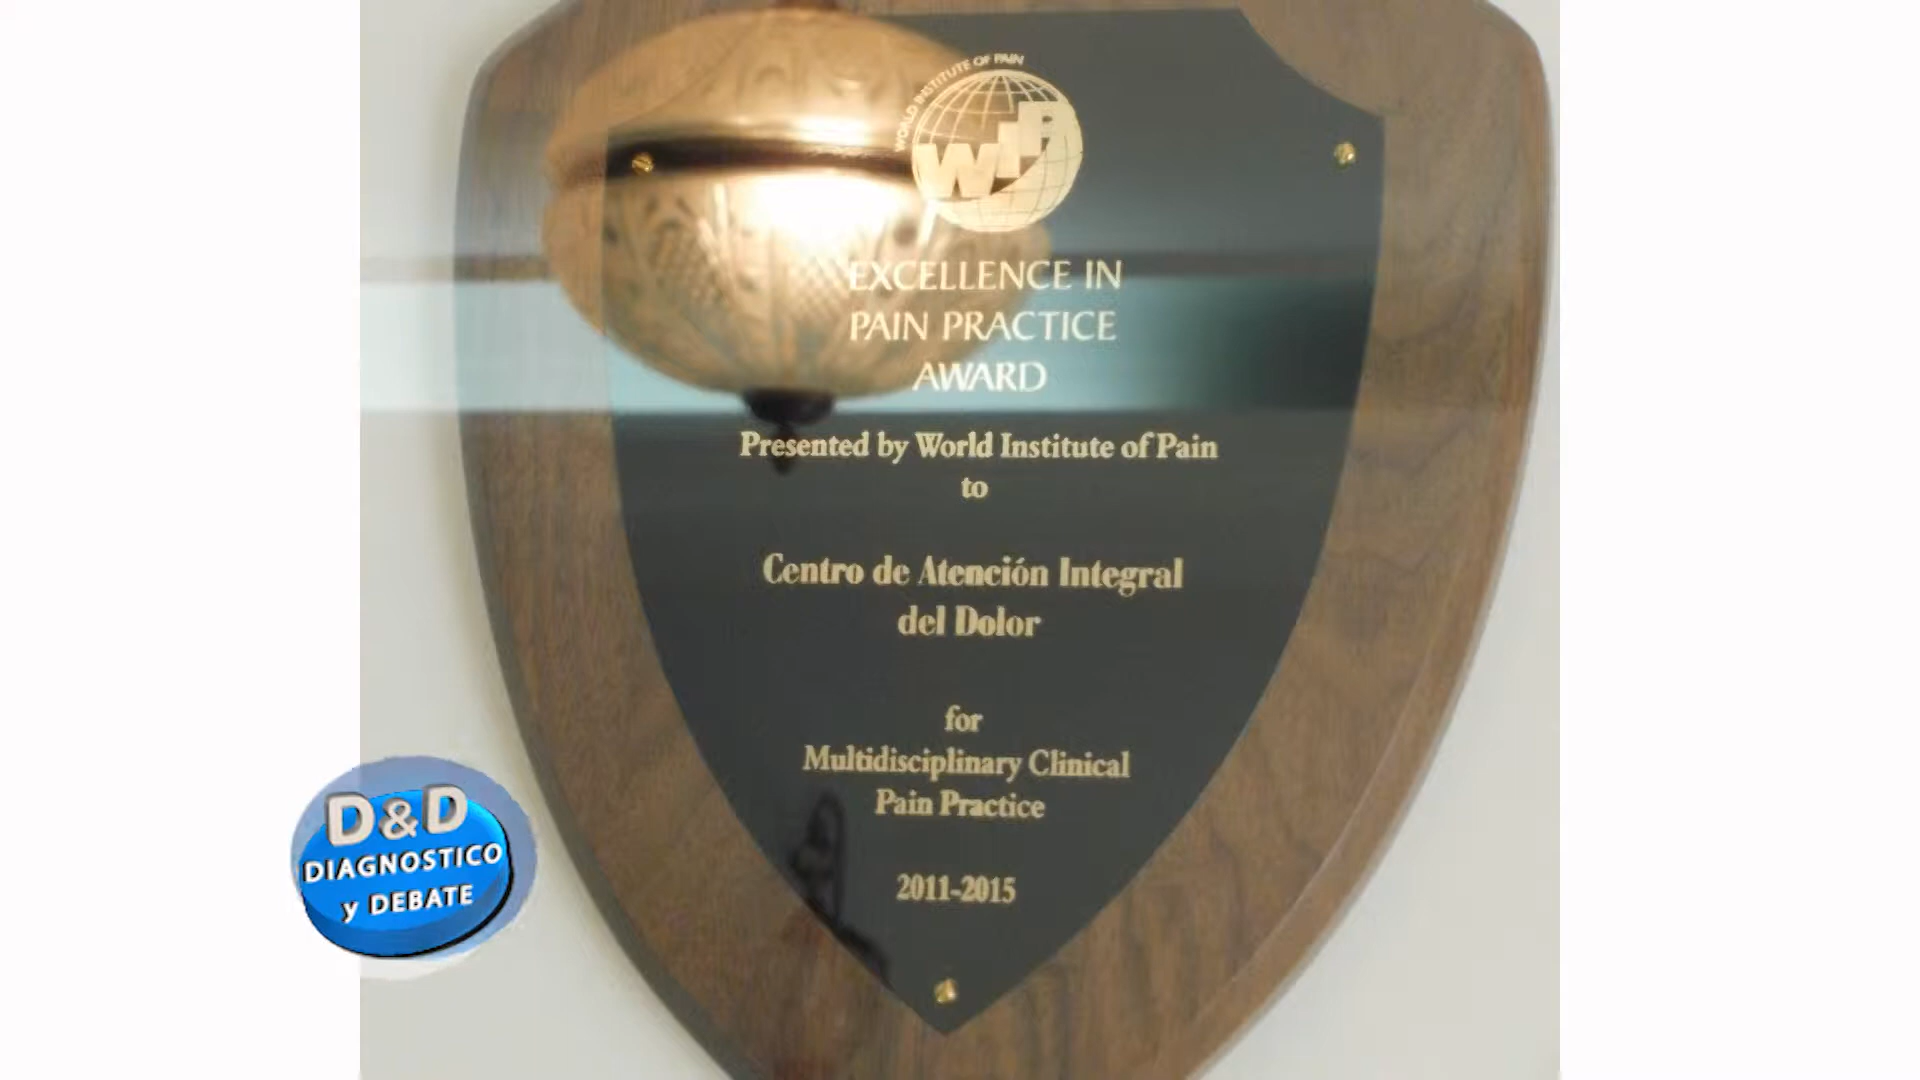 WORLD INSTITUTE OF PAIN
WIP
EXCELLENCE IN
PAIN PRACTICE
AWARD
Presented by World Institute of Pain
to
Centro de Atención Integral
del Dolor
for
Multidisciplinary Clinical
Pain Practice
2011-2015
D&D
DIAGNOSTICO
y DEBATE